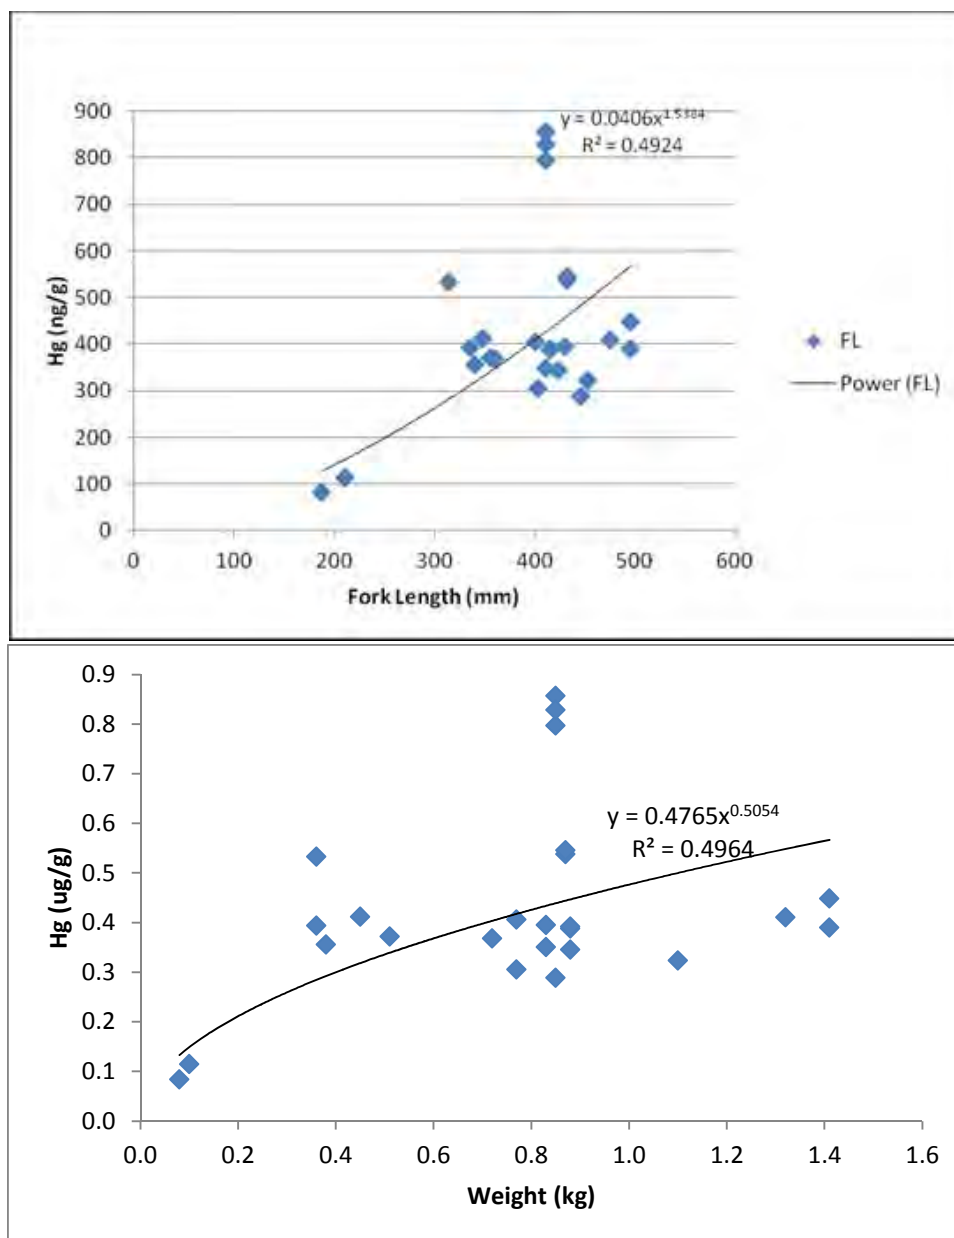 900
800
700
600
500
400
300
200
100
0
Hg (ng/g)
y = 0.0406x^1.5384
R² = 0.4924
0 100 200 300 400 500 600
Fork Length (mm)
FL
Power (FL)
0.9
0.8
0.7
0.6
0.5
0.4
0.3
0.2
0.1
0.0
Hg (ug/g)
y = 0.4765x^0.5054
R² = 0.4964
0.0 0.2 0.4 0.6 0.8 1.0 1.2 1.4 1.6
Weight (kg)